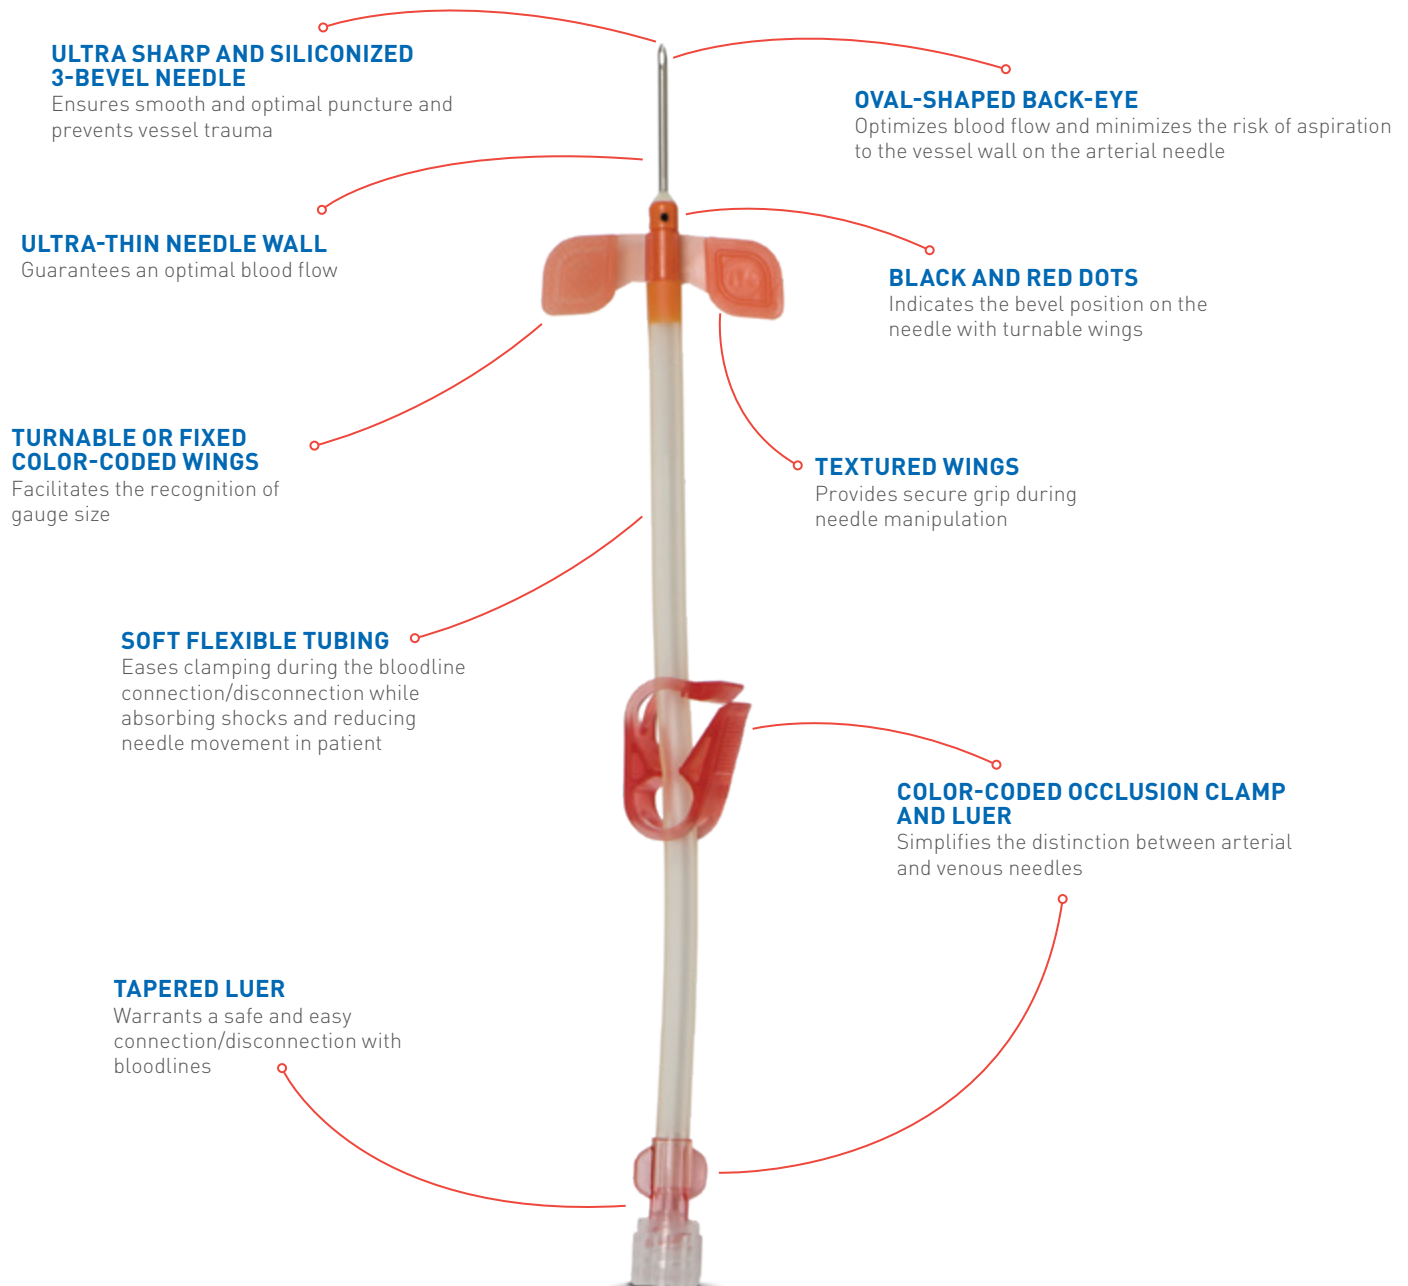 ULTRA SHARP AND SILICONIZED
3-BEVEL NEEDLE
Ensures smooth and optimal puncture and
prevents vessel trauma
OVAL-SHAPED BACK-EYE
Optimizes blood flow and minimizes the risk of aspiration
to the vessel wall on the arterial needle
ULTRA-THIN NEEDLE WALL
Guarantees an optimal blood flow
BLACK AND RED DOTS
Indicates the bevel position on the
needle with turnable wings
TURNABLE OR FIXED
COLOR-CODED WINGS
Facilitates the recognition of
gauge size
TEXTURED WINGS
Provides secure grip during
needle manipulation
SOFT FLEXIBLE TUBING
Eases clamping during the bloodline
connection/disconnection while
absorbing shocks and reducing
needle movement in patient
COLOR-CODED OCCLUSION CLAMP
AND LUER
Simplifies the distinction between arterial
and venous needles
TAPERED LUER
Warrants a safe and easy
connection/disconnection with
bloodlines